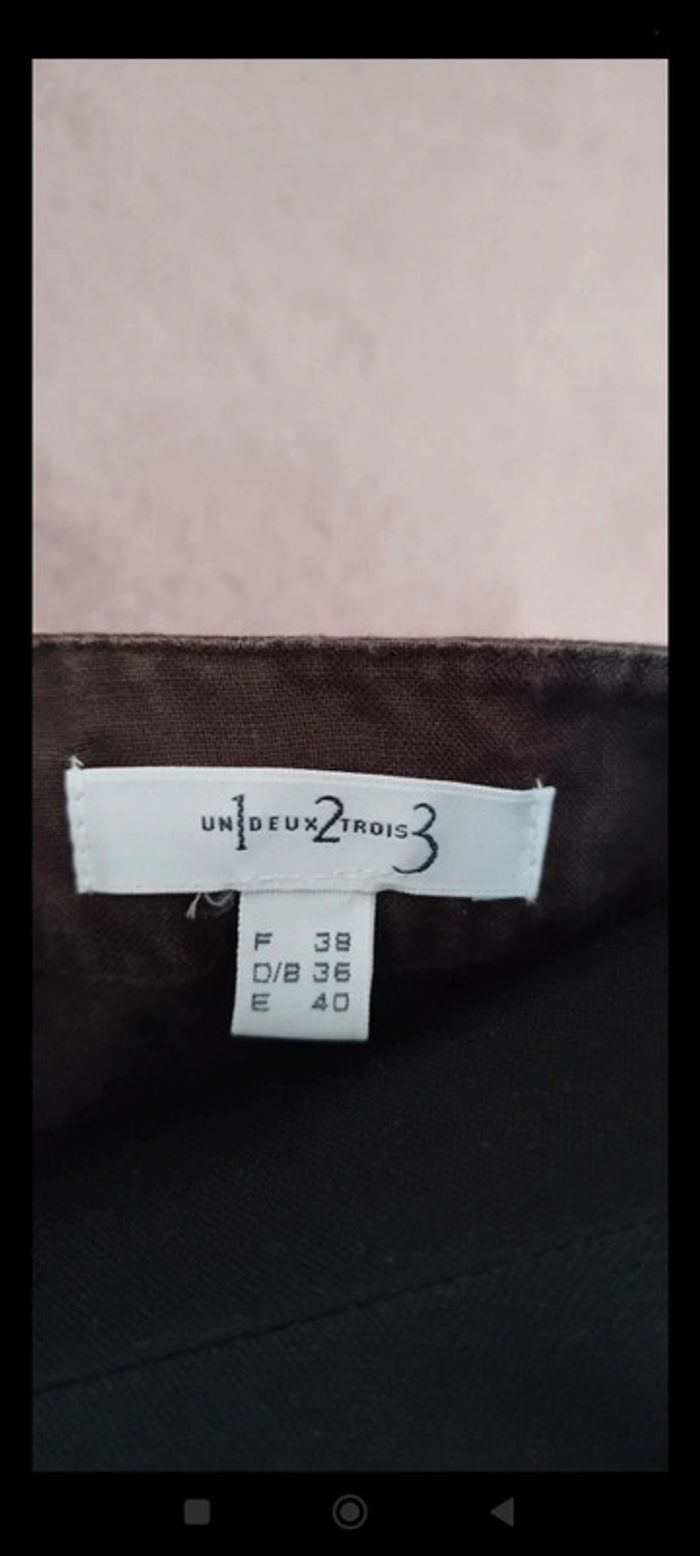 UN1DEUX2TROIS3
F 38
D/B 36
E 40